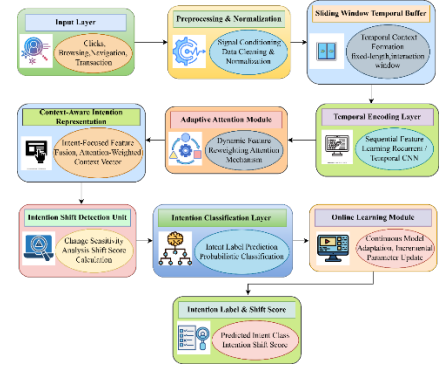 Input Layer
Clicks,
Browsing,Navigation,
Transaction
Preprocessing & Normalization
Signal Conditioning
Data Cleaning &
Normalization
Sliding Window Temporal Buffer
Temporal Context
Formation
fixed-length,intersection
window
Context-Aware Intention
Representation
Intent-Focused Feature
Fusion, Attention-Weighted
Context Vector
Adaptive Attention Module
Dynamic Feature
Reweighting Attention
Mechanism
Temporal Encoding Layer
Sequential Feature
Learning Recurrent /
Temporal CNN
Intention Shift Detection Unit
Change Sensitivity
Analysis Shift Score
Calculation
Intention Classification Layer
Intent Label Prediction
Probabilistic Classification
Online Learning Module
Continuous Model
Adaptation, Incremental
Parameter Update
Intention Label & Shift Score
Predicted Intent Class
Intention Shift Score